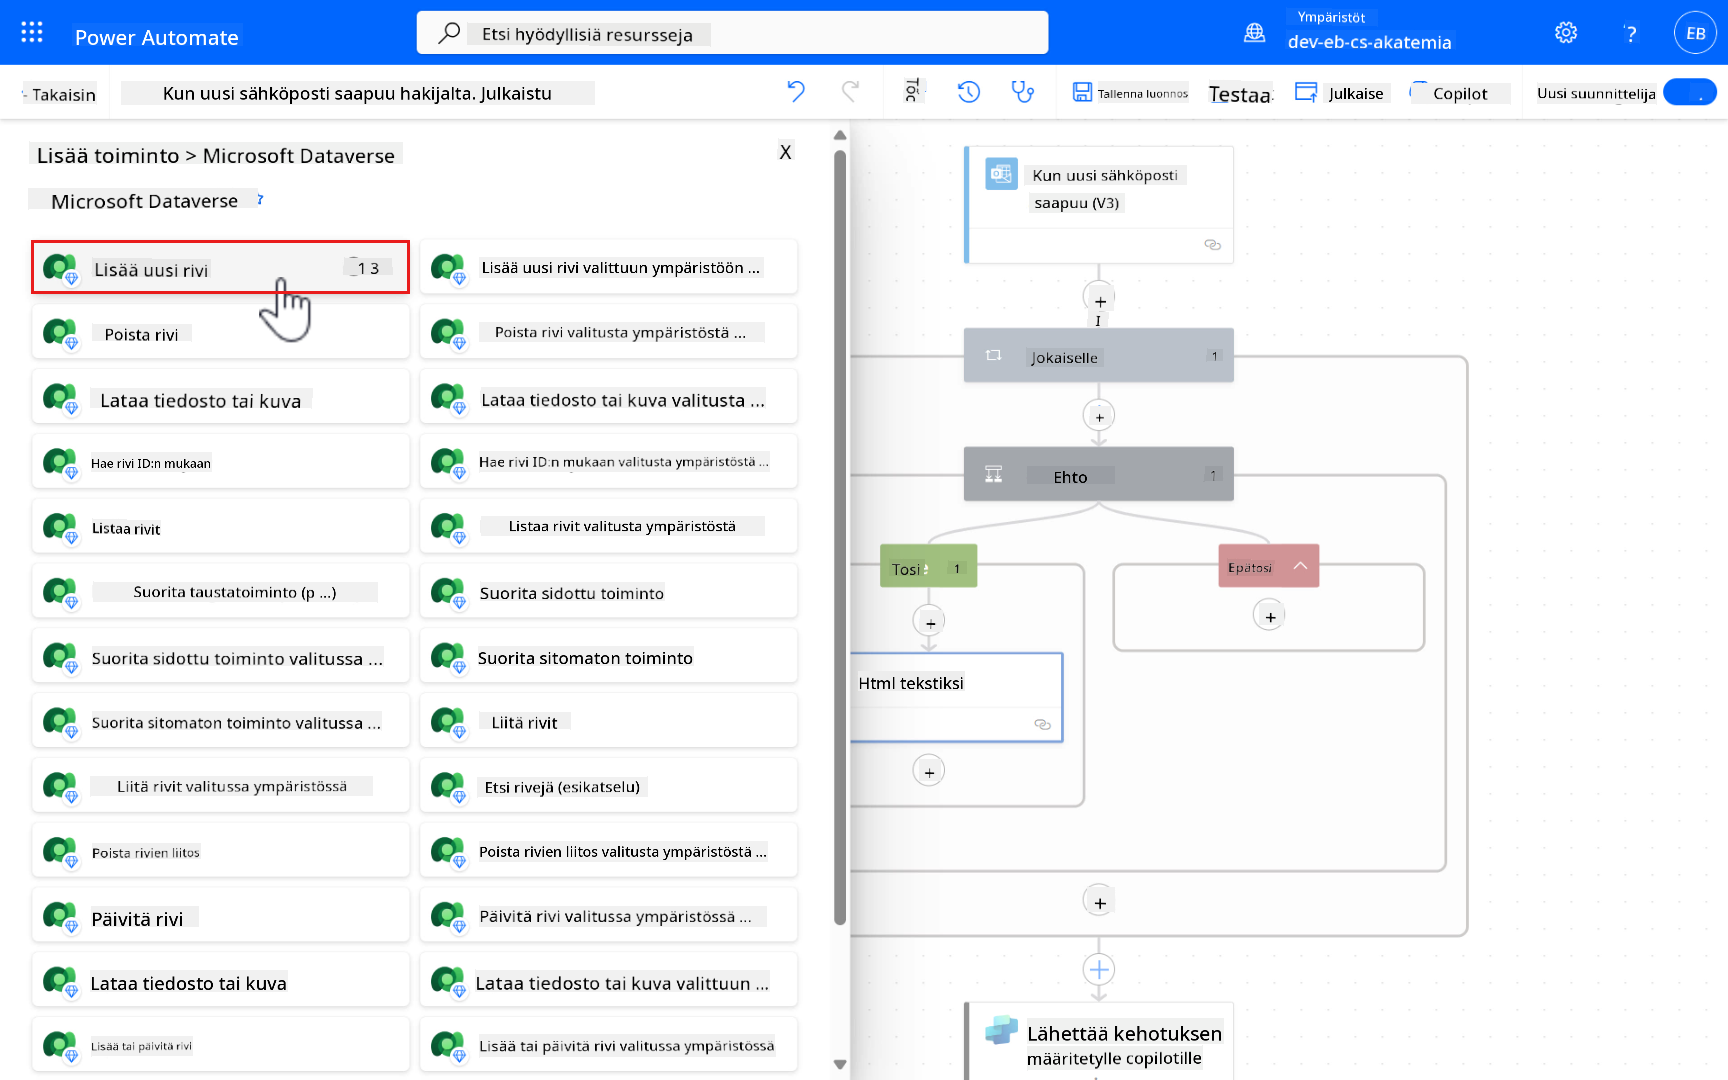 Power Automate
Etsi hyödyllisiä resursseja
Ympäristöt
dev-eb-cs-akatemia
?
EB
Takaisin
Kun uusi sähköposti saapuu hakijalta. Julkaistu
Tallenna luonnos
Testaa
Julkaise
Copilot
Uusi suunnittelija
Lisää toiminto > Microsoft Dataverse
X
Microsoft Dataverse
Lisää uusi rivi
1 3
Lisää uusi rivi valittuun ympäristöön ...
Poista rivi
Poista rivi valitusta ympäristöstä ...
Lataa tiedosto tai kuva
Lataa tiedosto tai kuva valitusta ...
Hae rivi ID:n mukaan
Hae rivi ID:n mukaan valitusta ympäristöstä ...
Listaa rivit
Listaa rivit valitusta ympäristöstä
Suorita taustatoiminto (p ...)
Suorita sidottu toiminto
Suorita sidottu toiminto valitussa ...
Suorita sitomaton toiminto
Suorita sitomaton toiminto valitussa ...
Liitä rivit
Liitä rivit valitussa ympäristössä
Etsi rivejä (esikatselu)
Poista rivien liitos
Poista rivien liitos valitusta ympäristöstä ...
Päivitä rivi
Päivitä rivi valitussa ympäristössä ...
Lataa tiedosto tai kuva
Lataa tiedosto tai kuva valittuun ...
Lisää tai päivitä rivi
Lisää tai päivitä rivi valitussa ympäristössä
Kun uusi sähköposti
saapuu (V3)
Jokaiselle
1
Ehto
1
Tosi
1
Epätosi
Html tekstiksi
Lähettää kehotuksen
määritetylle copilotille